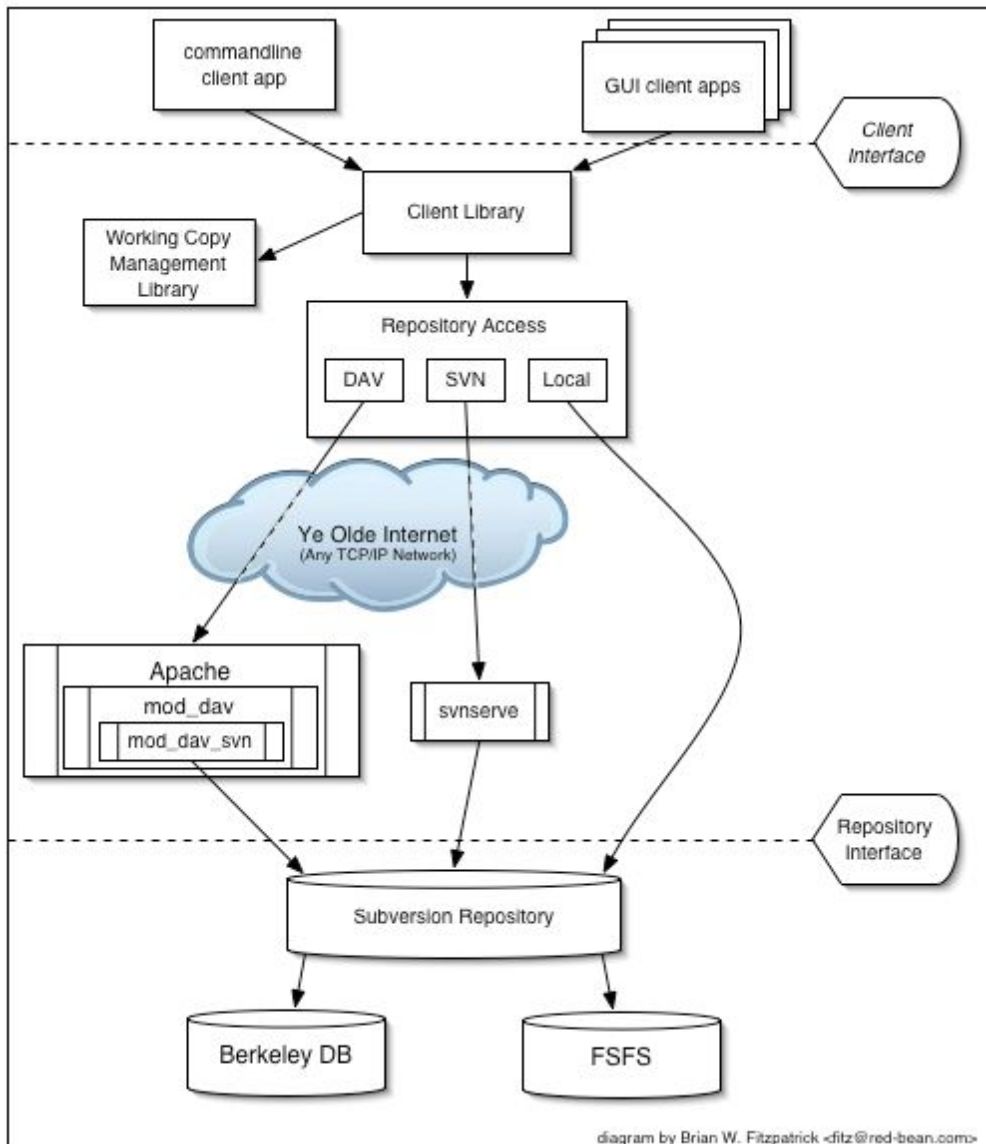 commandline
client app
GUI client apps
Client
Interface
Client Library
Working Copy
Management
Library
Repository Access
DAV
SVN
Local
Ye Olde Internet
(Any TCP/IP Network)
Apache
mod_dav
mod_dav_svn
svnserve
Repository
Interface
Subversion Repository
Berkeley DB
FSFS
diagram by Brian W. Fitzpatrick <fitz@red-bean.com>